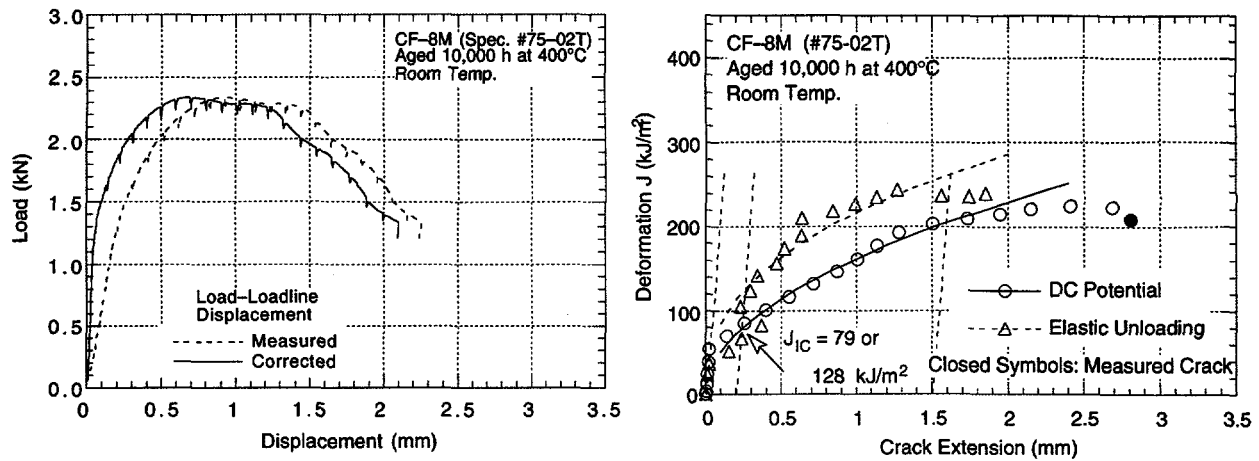 3.0
2.5
2.0
1.5
1.0
0.5
0.0
Load (kN)
CF-8M (Spec. #75-02T)
Aged 10,000 h at 400°C
Room Temp.
Load-Loadline
Displacement
Measured
Corrected
0
0.5
1
1.5
2
2.5
3
3.5
Displacement (mm)
400
300
200
100
0
Deformation J (kJ/m²)
CF-8M (#75-02T)
Aged 10,000 h at 400°C
Room Temp.
DC Potential
Elastic Unloading
J_IC = 79 or
128 kJ/m²
Closed Symbols: Measured Crack
0
0.5
1
1.5
2
2.5
3
3.5
Crack Extension (mm)